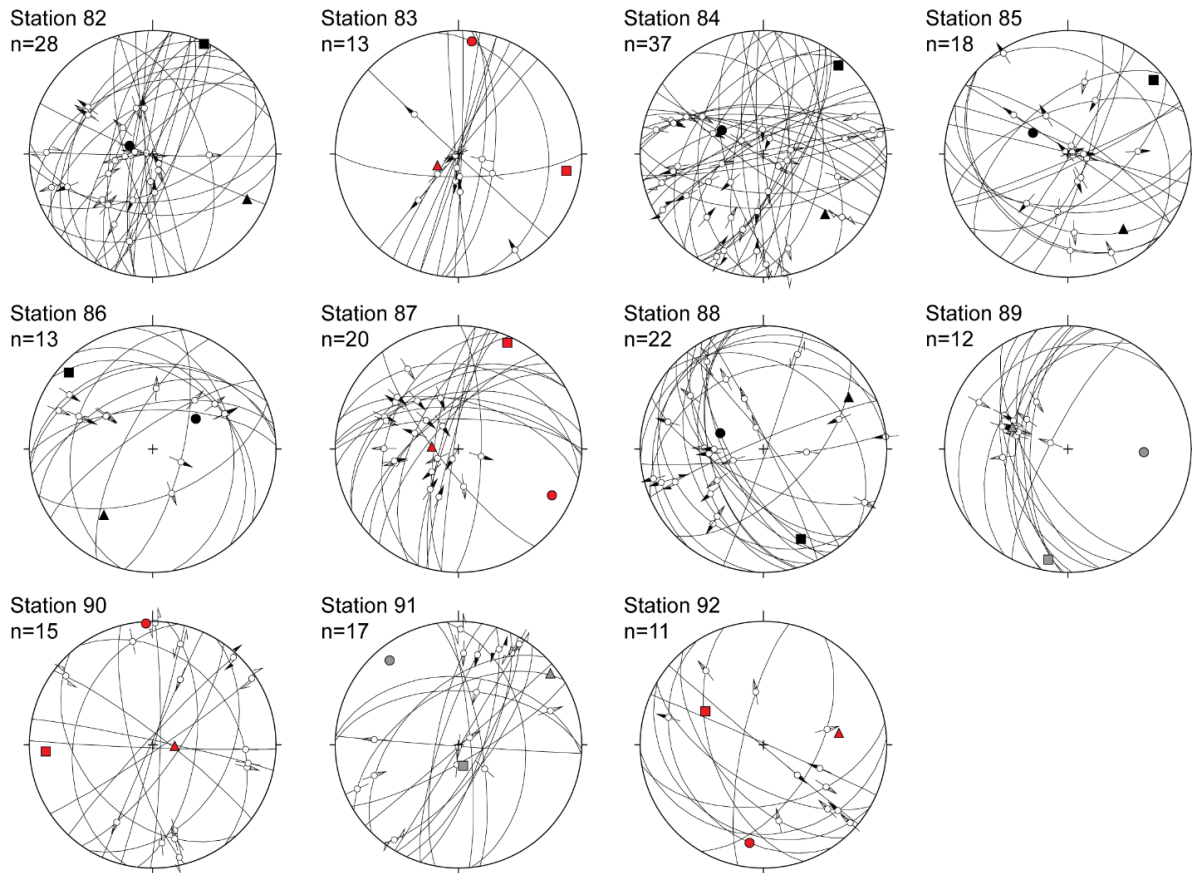 Station 82
n=28
Station 83
n=13
Station 84
n=37
Station 85
n=18
Station 86
n=13
Station 87
n=20
Station 88
n=22
Station 89
n=12
Station 90
n=15
Station 91
n=17
Station 92
n=11